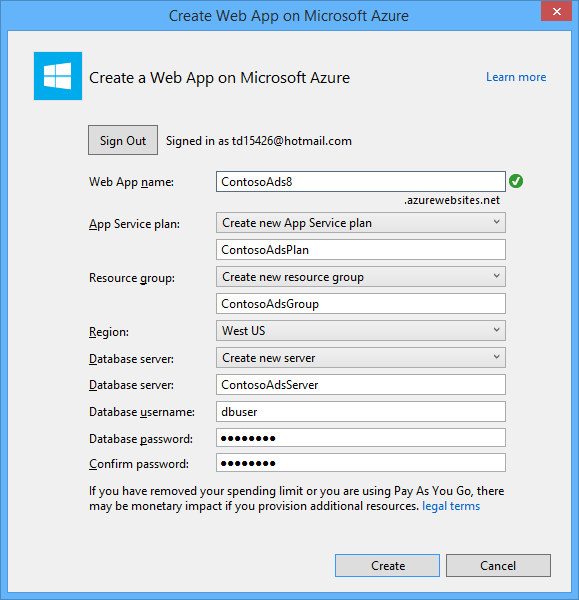 Create Web App on Microsoft Azure
Create a Web App on Microsoft Azure
Learn more
Sign Out Signed in as td15426@hotmail.com
Web App name: ContosoAds8
.azurewebsites.net
App Service plan: Create new App Service plan
ContosoAdsPlan
Resource group: Create new resource group
ContosoAdsGroup
Region: West US
Database server: Create new server
Database server: ContosoAdsServer
Database username: dbuser
Database password: ●●●●●●●●
Confirm password: ●●●●●●●●
If you have removed your spending limit or you are using Pay As You Go, there
may be monetary impact if you provision additional resources. legal terms
Create Cancel